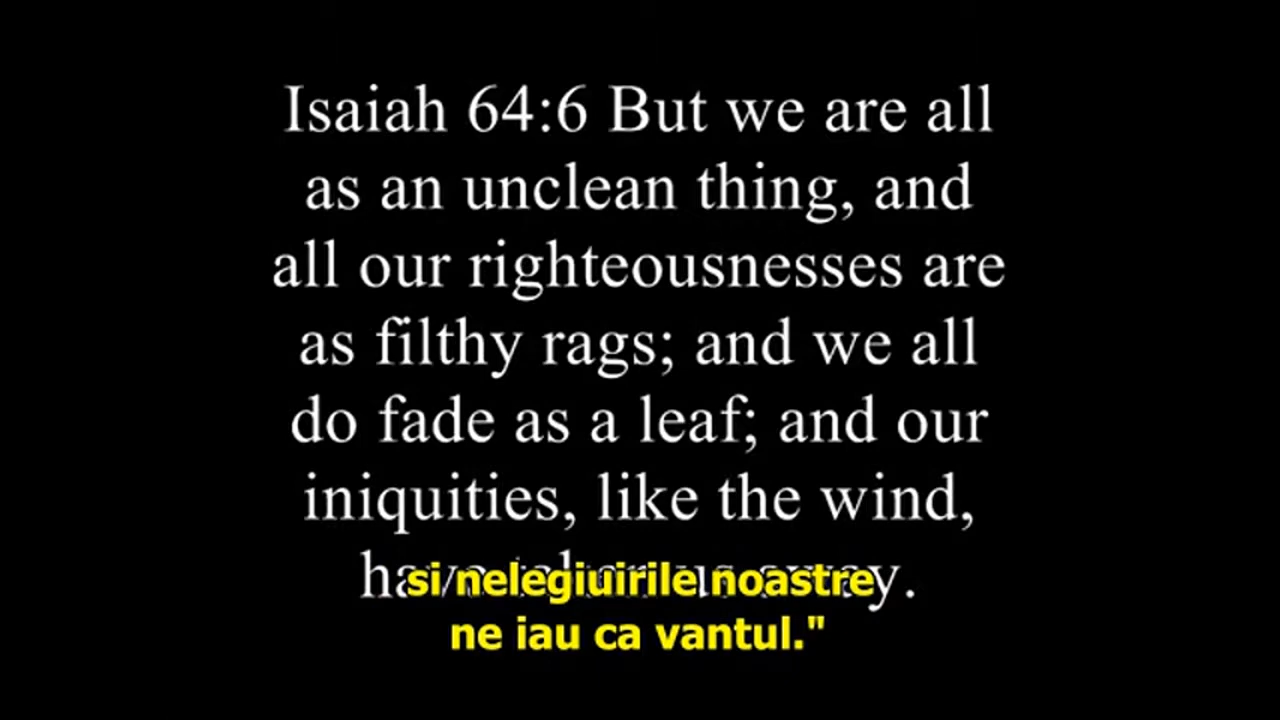 Isaiah 64:6 But we are all
as an unclean thing, and
all our righteousnesses are
as filthy rags; and we all
do fade as a leaf; and our
iniquities, like the wind,
have taken us away.
si nelegiuirile noastre
ne iau ca vantul."